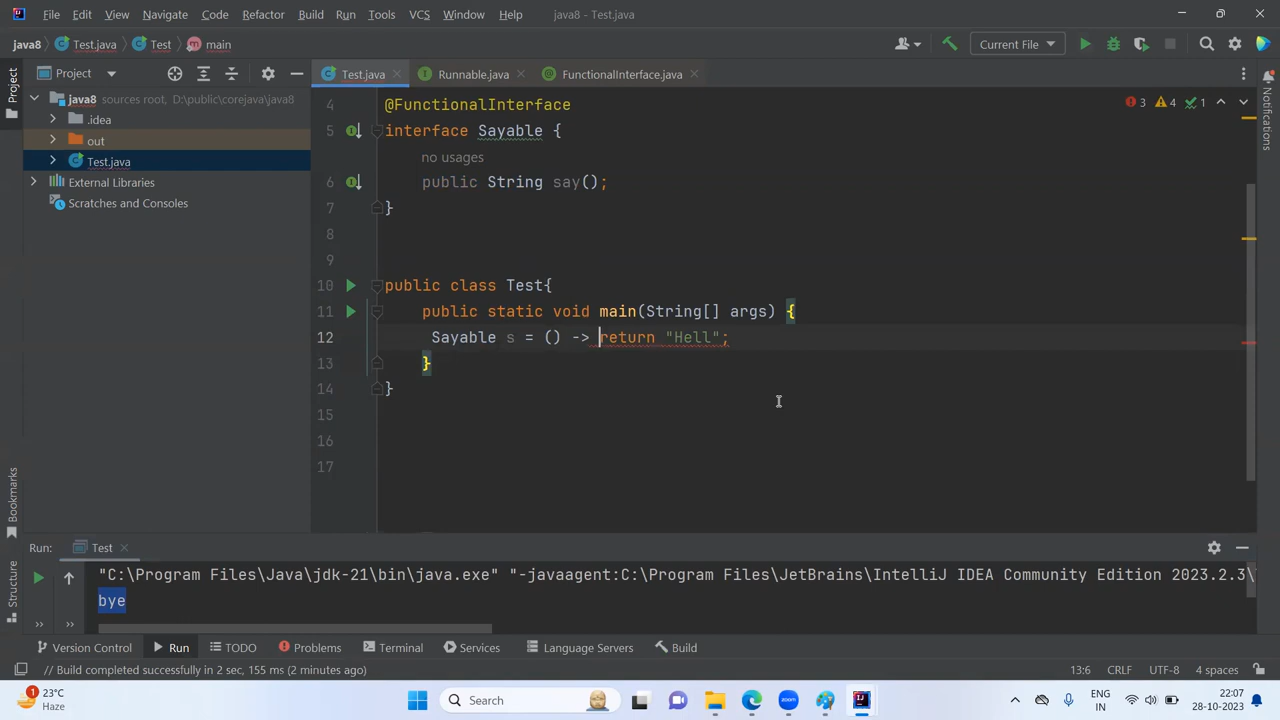 File Edit View Navigate Code Refactor Build Run Tools VCS Window Help java8 - Test.java
java8 Test.java Test main Current File
Project Test.java Runnable.java FunctionalInterface.java
Project
java8 sources root, D:\public\corejava\java8
.idea
out
Test.java
External Libraries
Scratches and Consoles
3 4 1
4 @FunctionalInterface
5 interface Sayable {
no usages
6 public String say();
7 }
8
9
10 public class Test{
11 public static void main(String[] args) {
12 Sayable s = () -> return "Hell";
13 }
14 }
15
16
17
Notifications
Bookmarks
Structure
Run: Test
"C:\Program Files\Java\jdk-21\bin\java.exe" "-javaagent:C:\Program Files\JetBrains\IntelliJ IDEA Community Edition 2023.2.3\
bye
Version Control Run TODO Problems Terminal Services Language Servers Build
// Build completed successfully in 2 sec, 155 ms (2 minutes ago) 13:6 CRLF UTF-8 4 spaces
1
23°C
Haze
Search
zoom
ENG
IN
22:07
28-10-2023